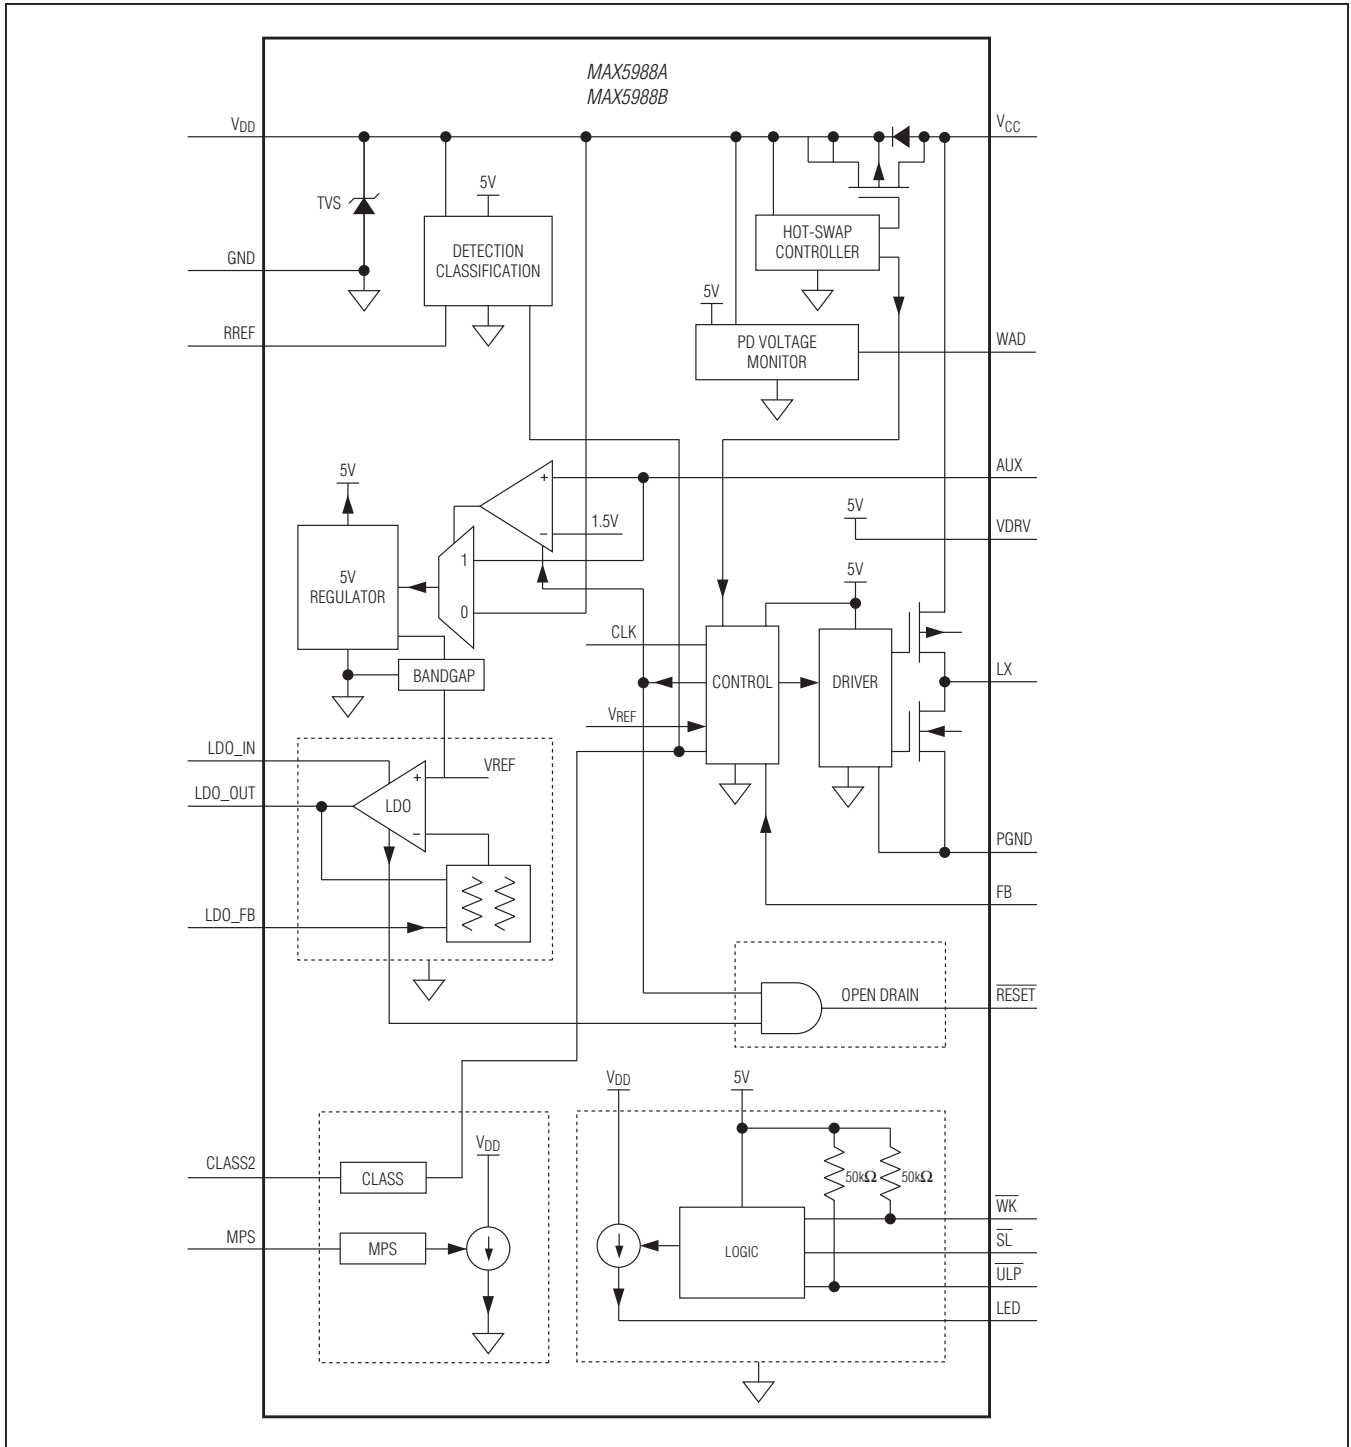 MAX5988A
MAX5988B
VDD
VCC
5V
TVS
DETECTION
CLASSIFICATION
HOT-SWAP
CONTROLLER
GND
5V
RREF
PD VOLTAGE
MONITOR
WAD
5V
+
AUX
1.5V
−
5V
VDRV
1
5V
REGULATOR
5V
0
CLK
BANDGAP
CONTROL
DRIVER
LX
VREF
LDO_IN
VREF
+
LDO_OUT
LDO
−
PGND
FB
LDO_FB
OPEN DRAIN
RESET
VDD
5V
VDD
CLASS2
CLASS
50kΩ
50kΩ
WK
MPS
MPS
LOGIC
SL
ULP
LED